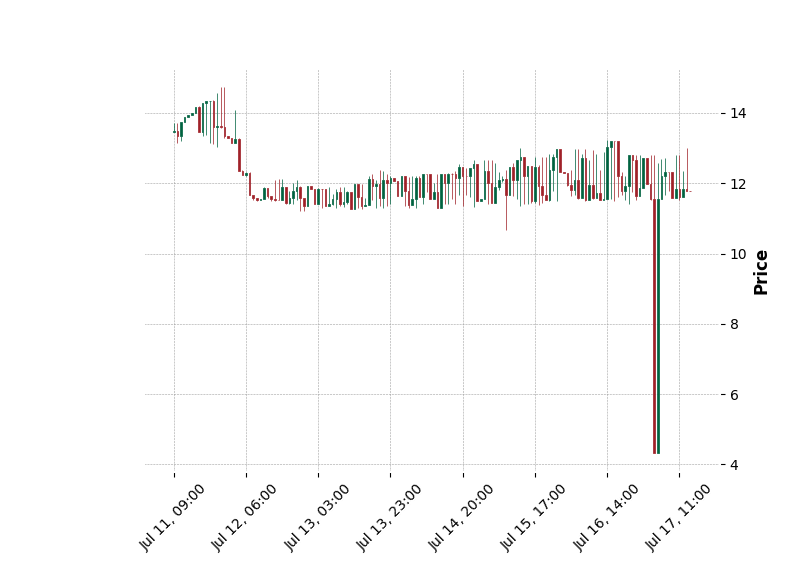 14
12
10
8
6
4
Price
Jul 11, 09:00
Jul 12, 06:00
Jul 13, 03:00
Jul 13, 23:00
Jul 14, 20:00
Jul 15, 17:00
Jul 16, 14:00
Jul 17, 11:00